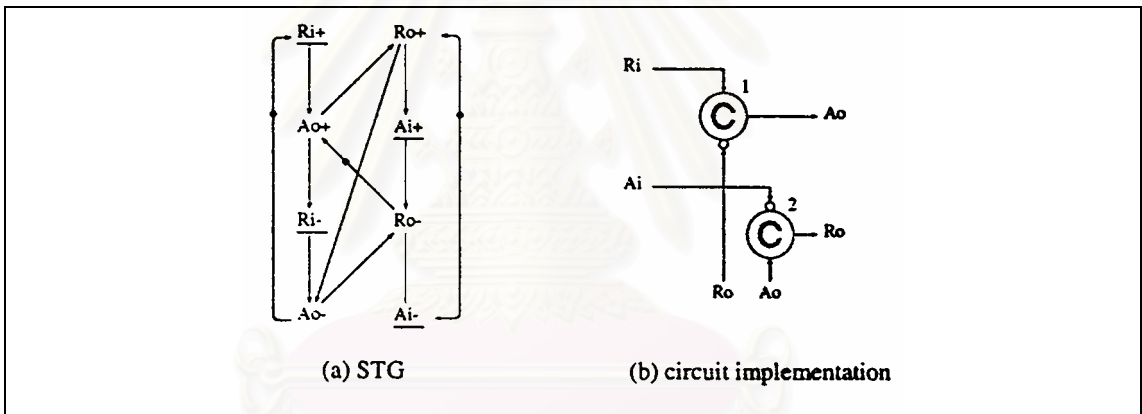 Ri+ Ro+
Ao+ Ai+
Ri- Ro-
Ao- Ai-
(a) STG
Ri
1
C
Ao
Ai
2
C
Ro
Ro Ao
(b) circuit implementation